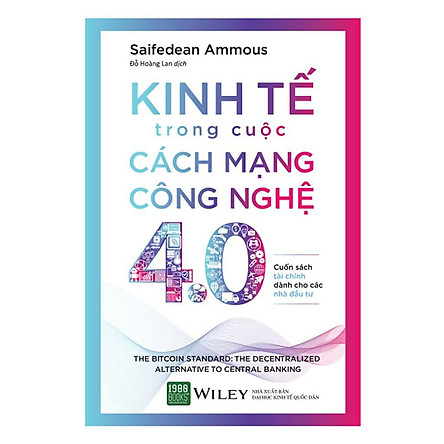 Saifedean Ammous
Đỗ Hoàng Lan dịch
KINH TẾ
trong cuộc
CÁCH MẠNG
CÔNG NGHỆ
4.0
Cuốn sách
tài chính
dành cho các
nhà đầu tư
THE BITCOIN STANDARD: THE DECENTRALIZED
ALTERNATIVE TO CENTRAL BANKING
1980
BOOKS
WILEY
NHÀ XUẤT BẢN
ĐẠI HỌC KINH TẾ QUỐC DÂN